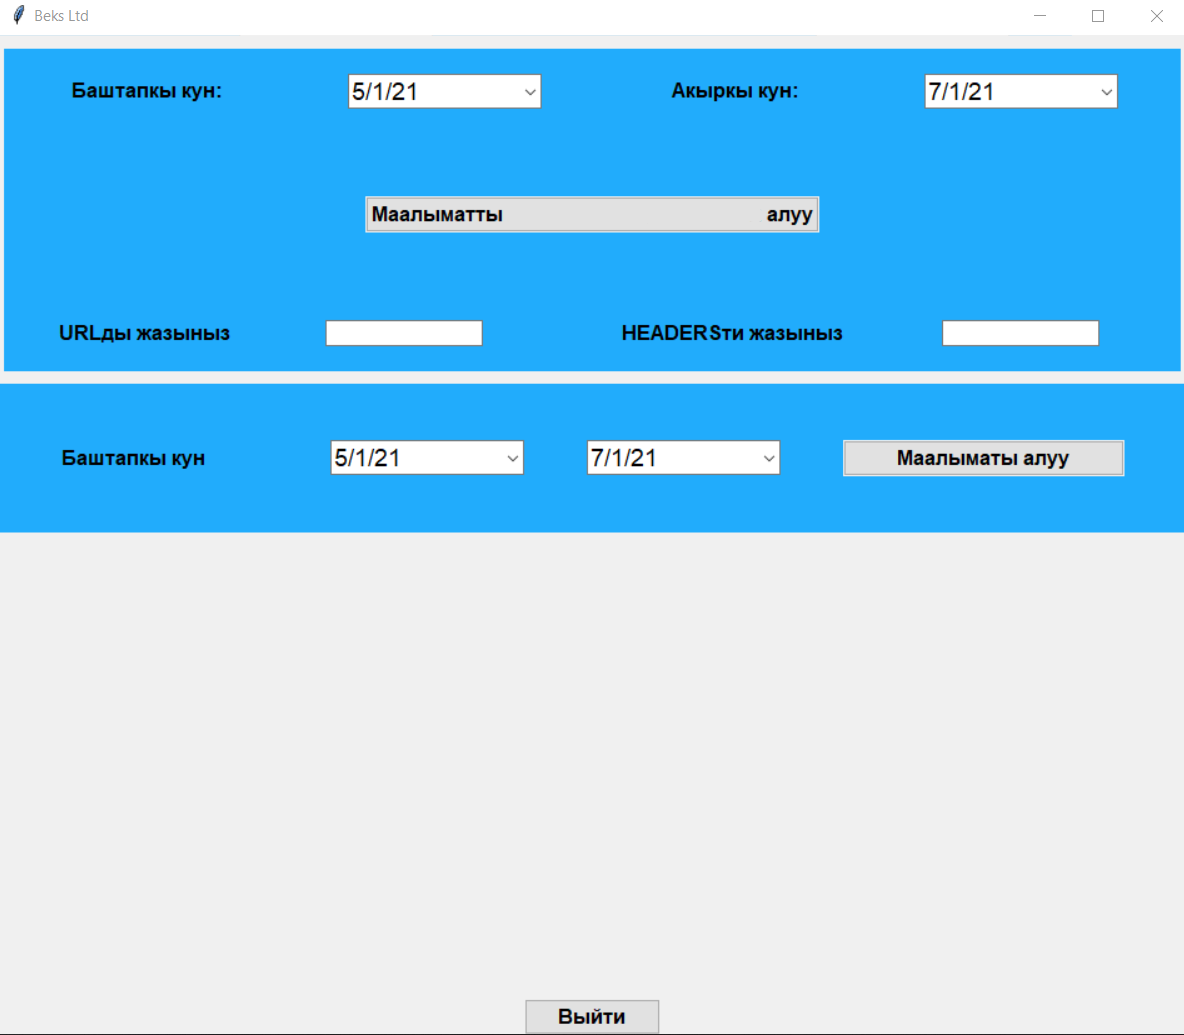 Beks Ltd
Баштапкы кун: 5/1/21 Акыркы кун: 7/1/21
Маалыматты алуу
URLды жазыныз HEADERSти жазыныз
Баштапкы кун 5/1/21 7/1/21 Маалыматы алуу
Выйти